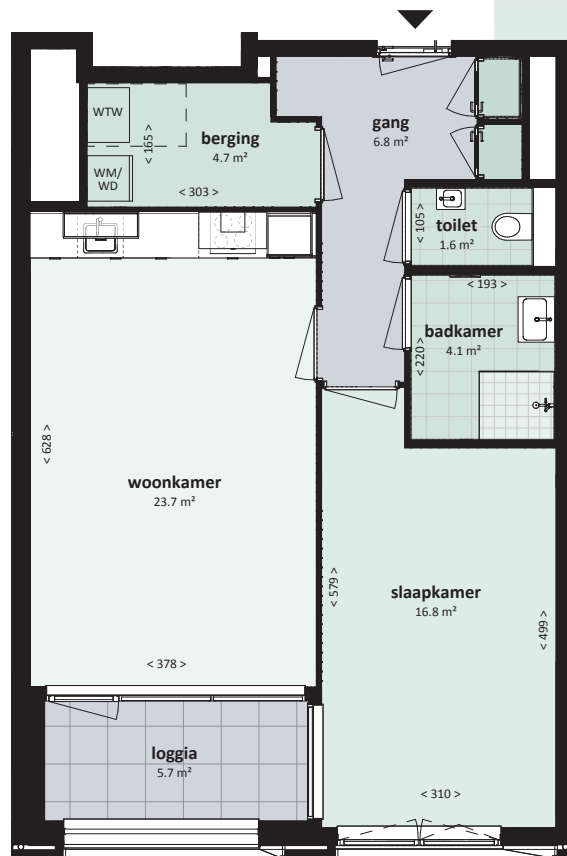 WTW
WM/
WD
< 165 >
berging
4.7 m²
< 303 >
gang
6.8 m²
< 105 >
toilet
1.6 m²
< 193 >
badkamer
4.1 m²
< 220 >
< 628 >
woonkamer
23.7 m²
< 378 >
< 579 >
slaapkamer
16.8 m²
< 499 >
loggia
5.7 m²
< 310 >